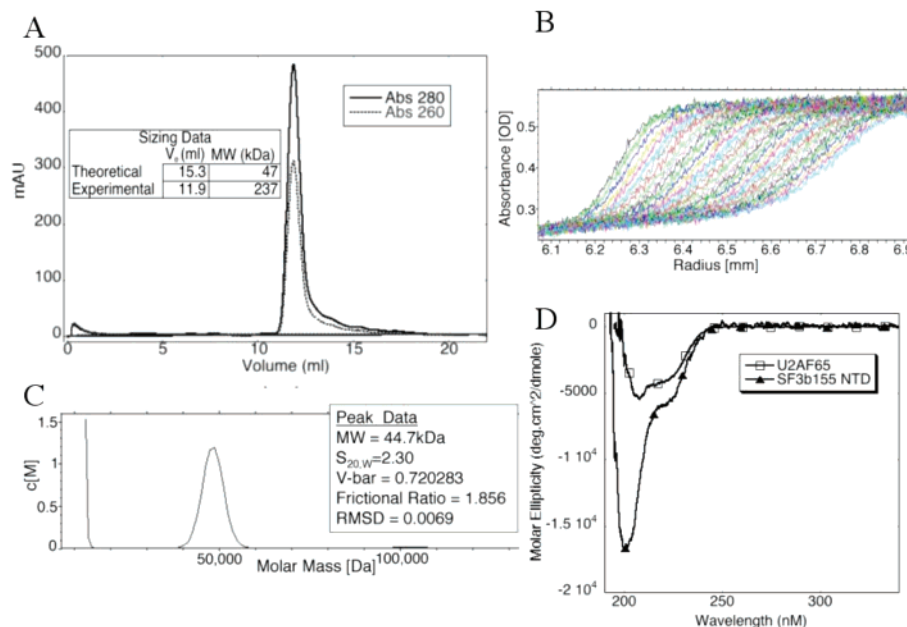 A
500
400
300
200
100
0
mAU
Abs 280
Abs 260
Sizing Data
Vₑ (ml) MW (kDa)
Theoretical 15.3 47
Experimental 11.9 237
0 5 10 15 20
Volume (ml)
B
0.5
0.4
0.3
Absorbance [OD]
6.1 6.2 6.3 6.4 6.5 6.6 6.7 6.8 6.9
Radius [mm]
C
1.5
1
0.5
0
c[M]
Peak Data
MW = 44.7kDa
S20,W=2.30
V-bar = 0.720283
Frictional Ratio = 1.856
RMSD = 0.0069
50,000 100,000
Molar Mass [Da]
D
0
-5000
-1 10⁴
-1.5 10⁴
-2 10⁴
Molar Ellipticity (deg.cm^2/dmole)
U2AF65
SF3b155 NTD
200 250 300
Wavelength (nM)